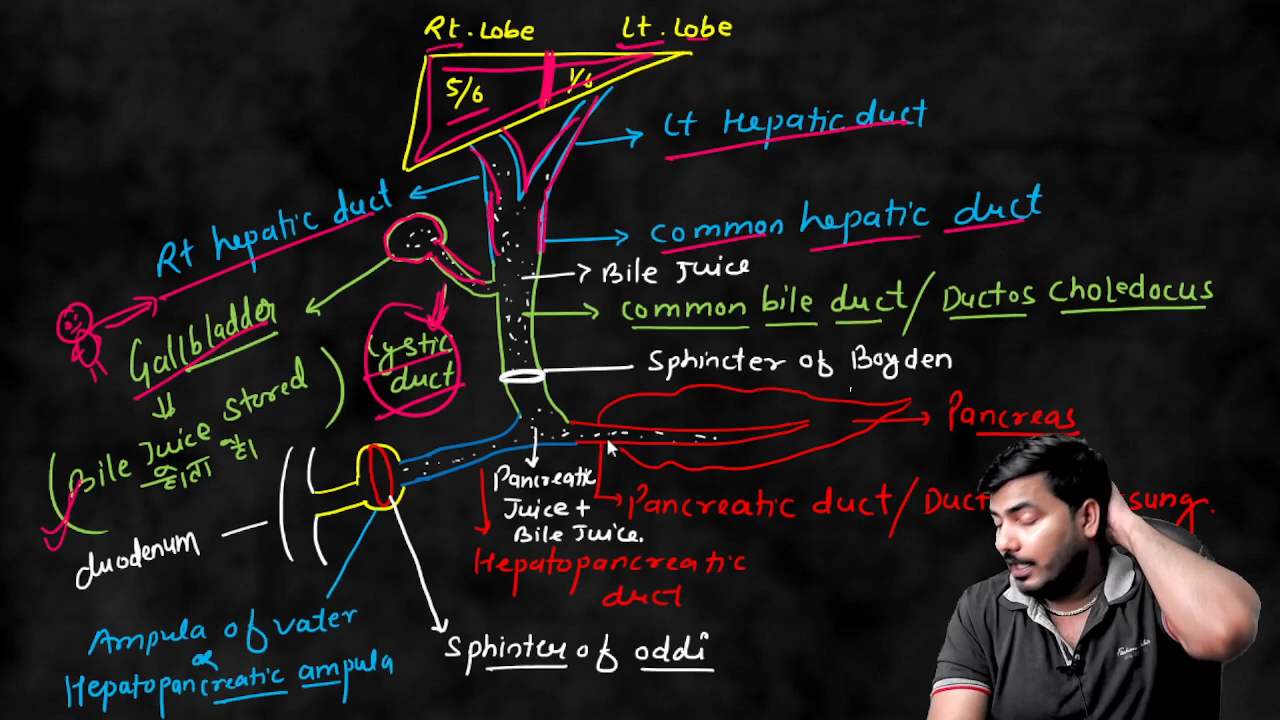 Rt. lobe
Lt. lobe
5/6
1/6
Lt Hepatic duct
Rt hepatic duct
common hepatic duct
Bile Juice
Gallbladder
common bile duct/ Ductos Choledocus
Cystic
duct
Sphincter of Boyden
(Bile Juice stored
होता है)
Pancreas
Pancreatic
Juice +
Bile Juice.
Pancreatic duct/ Duct
sung.
duodenum
Hepatopancreatic
duct
Ampula of vater
or
Hepatopancreatic ampula
Sphinter of oddi